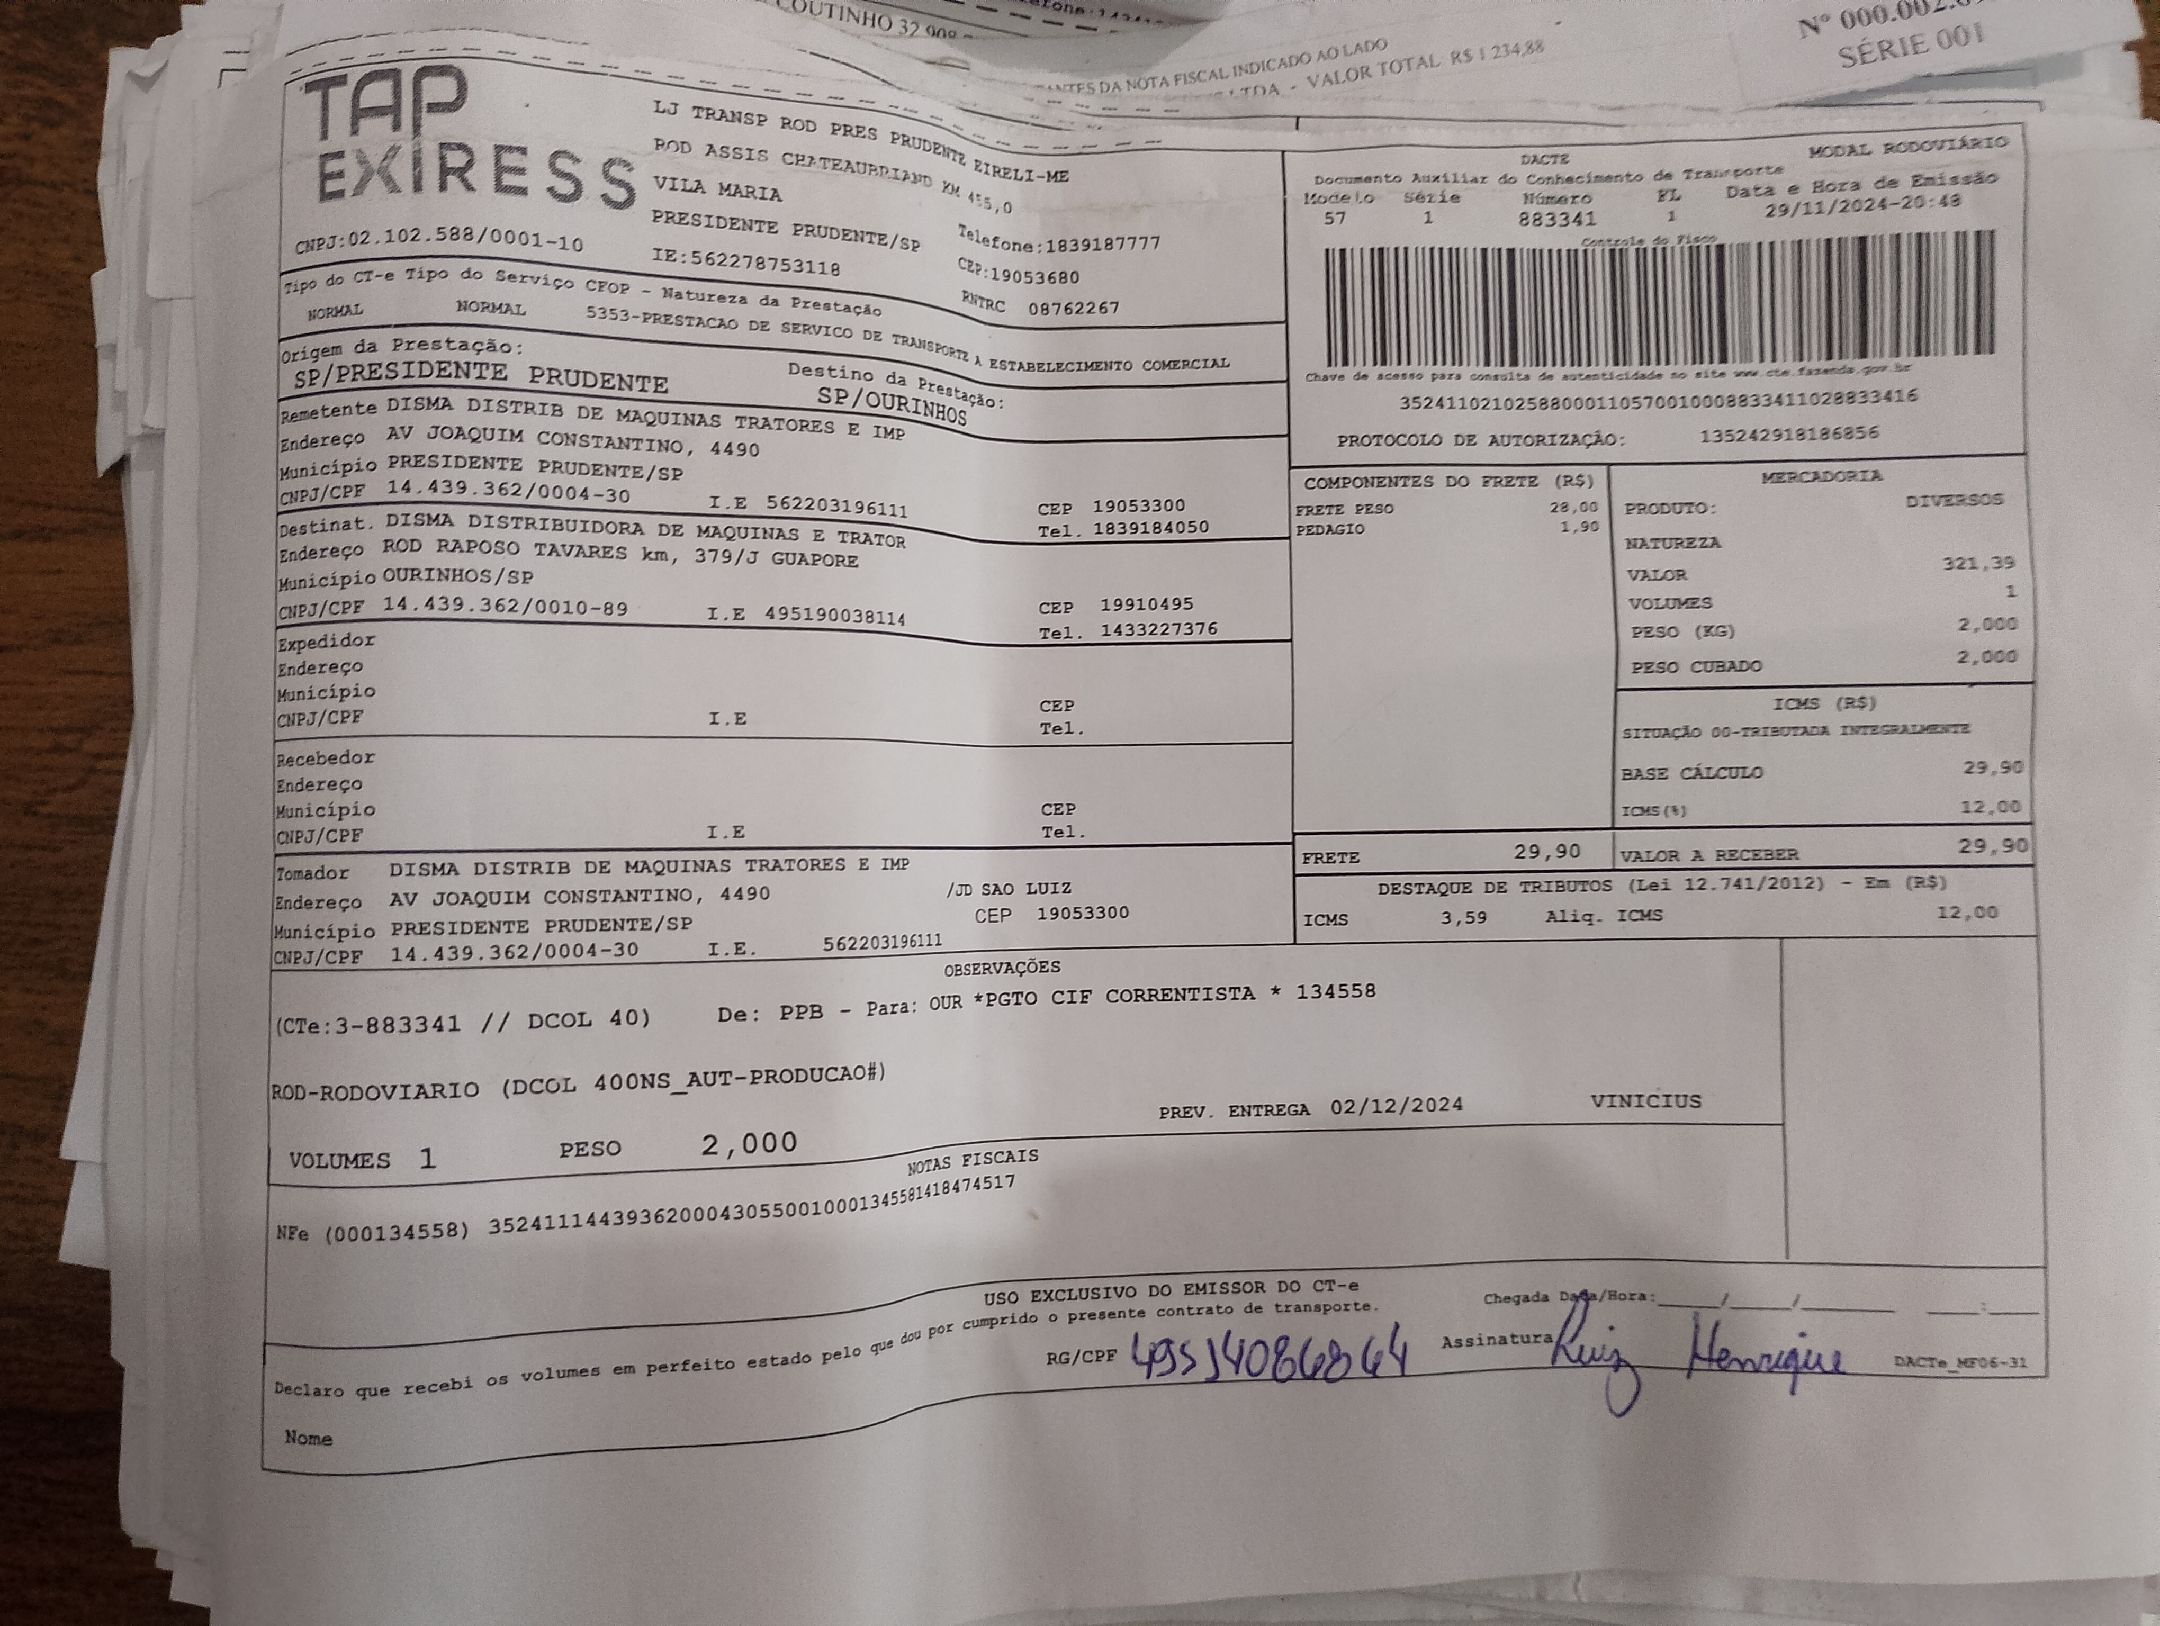 COUTINHO 32.908
INDICADO AO LADO
DA NOTA FISCAL
LTDA - VALOR TOTAL R$ 1 234,88
SÉRIE 001
TAP
EXIRESS
CNPJ:02.102.588/0001-10
LJ TRANSP ROD PRES PRUDENTE EIRELI-ME
ROD ASSIS CHATEAUBRIAND KM 455,0
VILA MARIA
PRESIDENTE PRUDENTE/SP
Telefone:1839187777
IE:562278753118
CEP:19053680
RNTRC 08762267
Tipo do CT-e Tipo do Serviço CFOP - Natureza da Prestação
NORMAL NORMAL 5353-PRESTACAO DE SERVICO DE TRANSPORTE A ESTABELECIMENTO COMERCIAL
Origem da Prestação:
SP/PRESIDENTE PRUDENTE
Destino da Prestação:
SP/OURINHOS
Remetente DISMA DISTRIB DE MAQUINAS TRATORES E IMP
Endereço AV JOAQUIM CONSTANTINO, 4490
Município PRESIDENTE PRUDENTE/SP
CNPJ/CPF 14.439.362/0004-30 I.E 562203196111 CEP 19053300
Tel. 1839184050
Destinat. DISMA DISTRIBUIDORA DE MAQUINAS E TRATOR
Endereço ROD RAPOSO TAVARES km, 379/J GUAPORE
Município OURINHOS/SP
CNPJ/CPF 14.439.362/0010-89 I.E 495190038114 CEP 19910495
Tel. 1433227376
Expedidor
Endereço
Município
CNPJ/CPF I.E CEP
Tel.
Recebedor
Endereço
Município
CNPJ/CPF I.E CEP
Tel.
Tomador DISMA DISTRIB DE MAQUINAS TRATORES E IMP
Endereço AV JOAQUIM CONSTANTINO, 4490 /JD SAO LUIZ
Município PRESIDENTE PRUDENTE/SP CEP 19053300
CNPJ/CPF 14.439.362/0004-30 I.E. 562203196111
DACTE MODAL RODOVIÁRIO
Documento Auxiliar do Conhecimento de Transporte
Modelo Série Número FL Data e Hora de Emissão
57 1 883341 1 29/11/2024-20:48
Controle do Fisco
Chave de acesso para consulta de autenticidade no site www.cte.fazenda.gov.br
35241102102588000110570010008833411028833416
PROTOCOLO DE AUTORIZAÇÃO: 135242918186856
COMPONENTES DO FRETE (R$)
FRETE PESO 28,00
PEDAGIO 1,90
MERCADORIA
PRODUTO: DIVERSOS
NATUREZA
VALOR 321,39
VOLUMES 1
PESO (KG) 2,000
PESO CUBADO 2,000
ICMS (R$)
SITUAÇÃO 00-TRIBUTADA INTEGRALMENTE
BASE CÁLCULO 29,90
ICMS(%) 12,00
FRETE 29,90 VALOR A RECEBER 29,90
DESTAQUE DE TRIBUTOS (Lei 12.741/2012) - Em (R$)
ICMS 3,59 Aliq. ICMS 12,00
OBSERVAÇÕES
(CTe:3-883341 // DCOL 40) De: PPB - Para: OUR *PGTO CIF CORRENTISTA * 134558
ROD-RODOVIARIO (DCOL 400NS_AUT-PRODUCAO#)
PREV. ENTREGA 02/12/2024 VINICIUS
VOLUMES 1 PESO 2,000
NOTAS FISCAIS
NFe (000134558) 35241114439362000430550010001345581418474517
USO EXCLUSIVO DO EMISSOR DO CT-e
Declaro que recebi os volumes em perfeito estado pelo que dou por cumprido o presente contrato de transporte.
Chegada Data/Hora: ____/____/______ ___:___
RG/CPF 49514086864 Assinatura Luiz Henrique DACTe_MF06-31
Nome